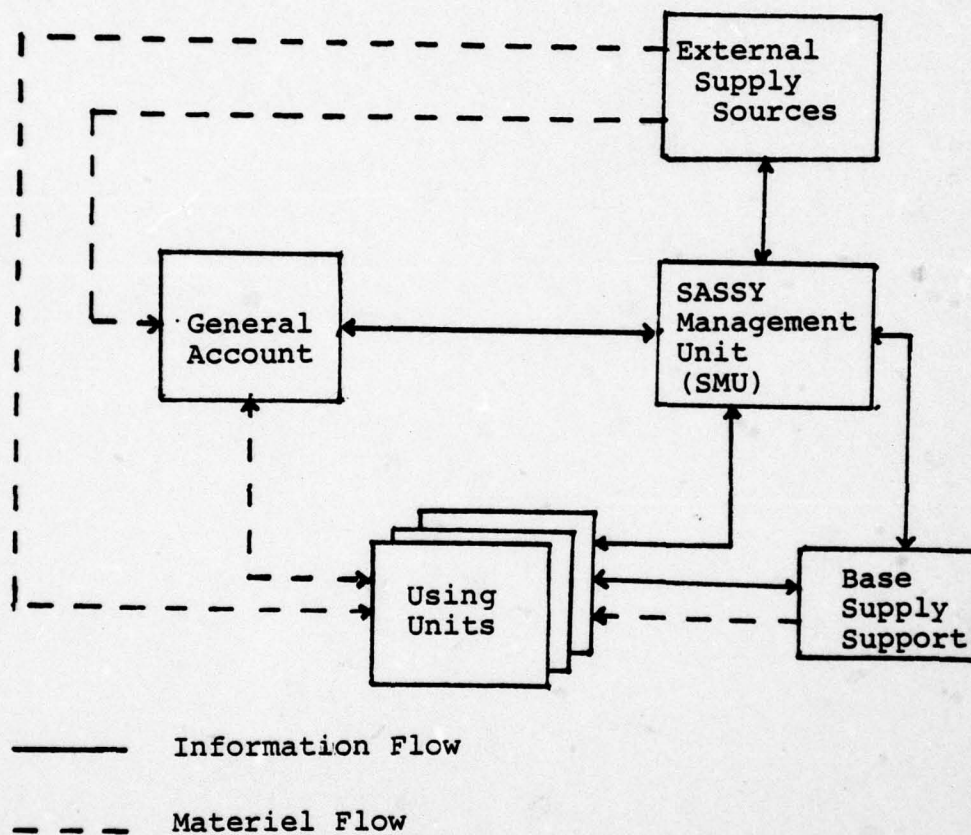 External
Supply
Sources
General
Account
SASSY
Management
Unit
(SMU)
Using
Units
Base
Supply
Support
Information Flow
Materiel Flow